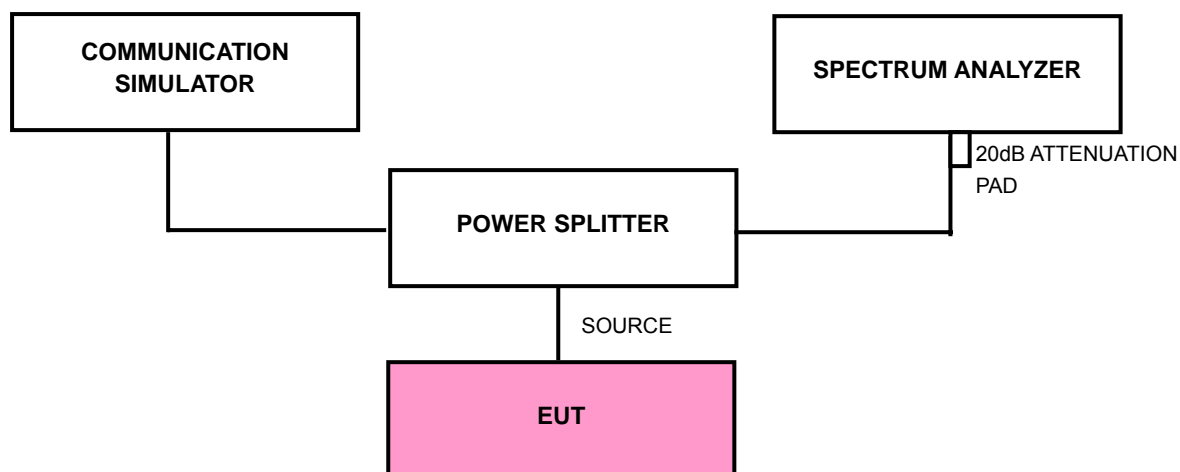 COMMUNICATION
SIMULATOR
SPECTRUM ANALYZER
20dB ATTENUATION
PAD
POWER SPLITTER
SOURCE
EUT